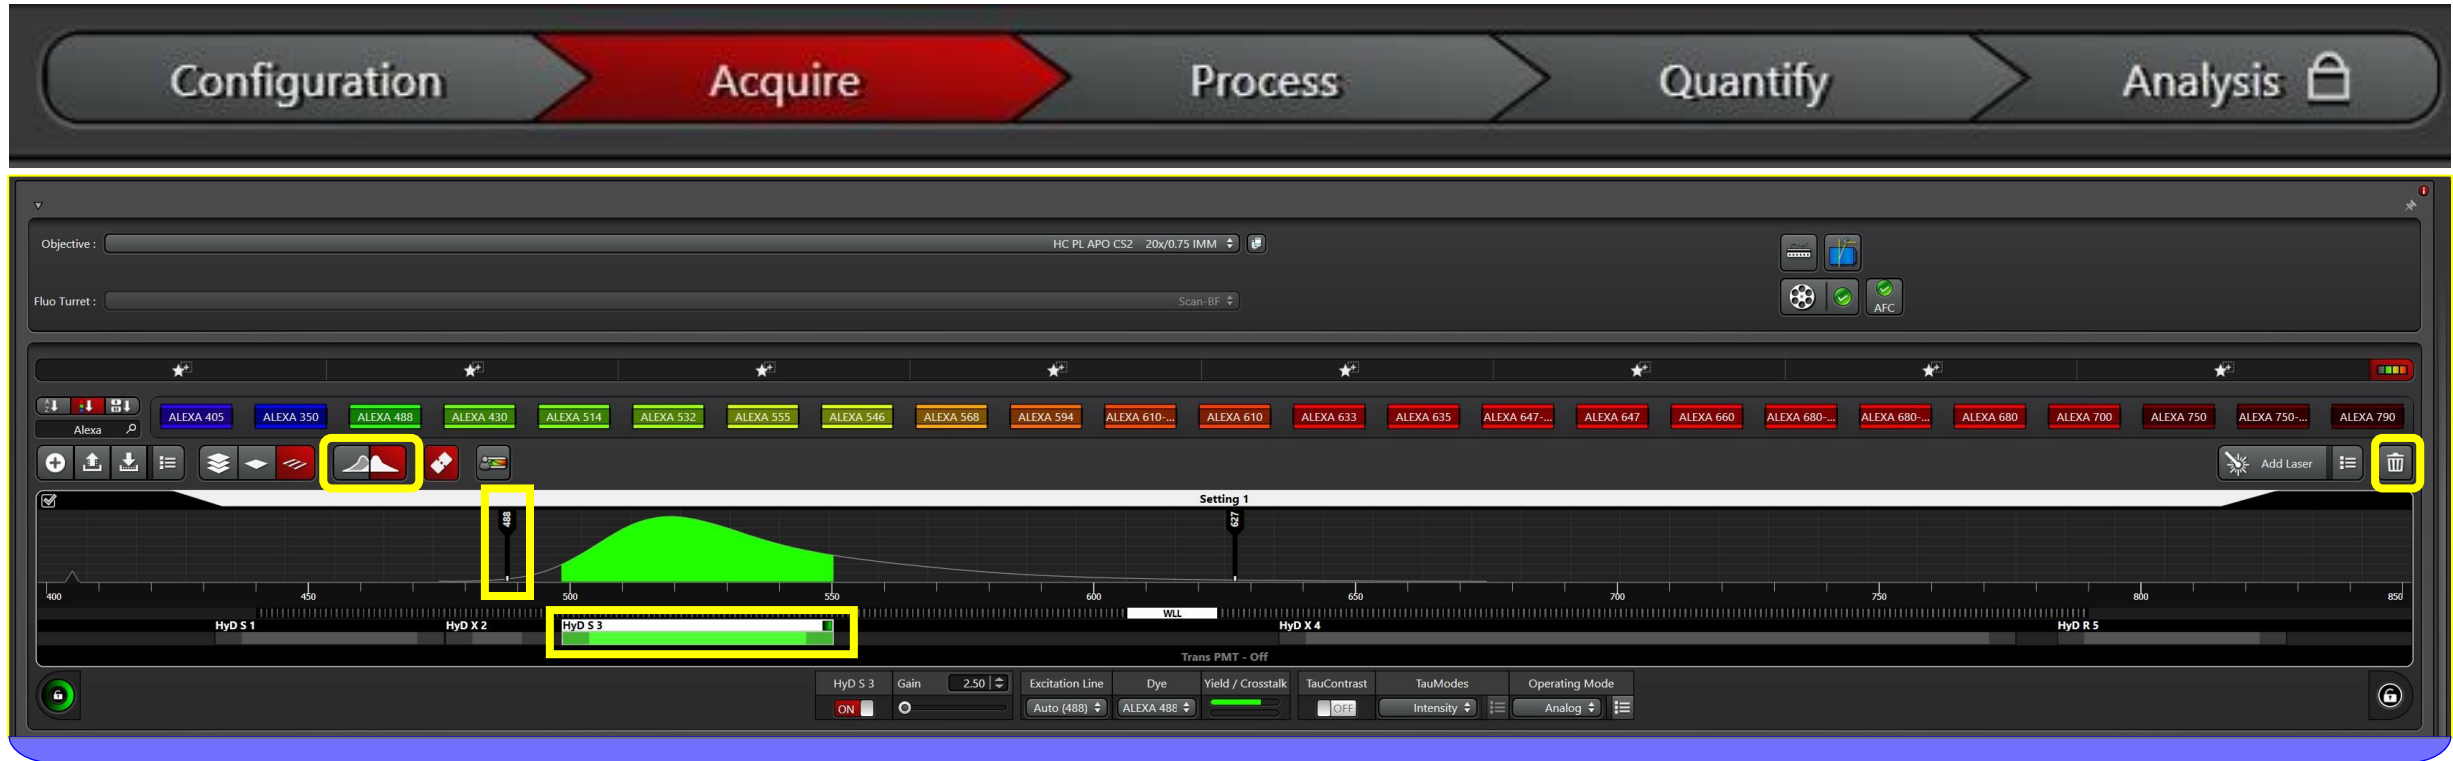 Configuration Acquire Process Quantify Analysis
Objective : HC PL APO CS2 20x/0.75 IMM
Fluo Turret : Scan-BF
AFC
ALEXA 405 ALEXA 350 ALEXA 488 ALEXA 430 ALEXA 514 ALEXA 532 ALEXA 555 ALEXA 546 ALEXA 568 ALEXA 594 ALEXA 610-... ALEXA 610 ALEXA 633 ALEXA 635 ALEXA 647-... ALEXA 647 ALEXA 660 ALEXA 680-... ALEXA 680-... ALEXA 680 ALEXA 700 ALEXA 750 ALEXA 750-... ALEXA 790
Alexa
Add Laser
Setting 1
488 627
400 450 500 550 600 650 700 750 800 850
WLL
HyD S 1 HyD X 2 HyD S 3 HyD X 4 HyD R 5
Trans PMT - Off
HyD S 3 Gain 2.50 Excitation Line Dye Yield / Crosstalk TauContrast TauModes Operating Mode
ON Auto (488) ALEXA 488 OFF Intensity Analog